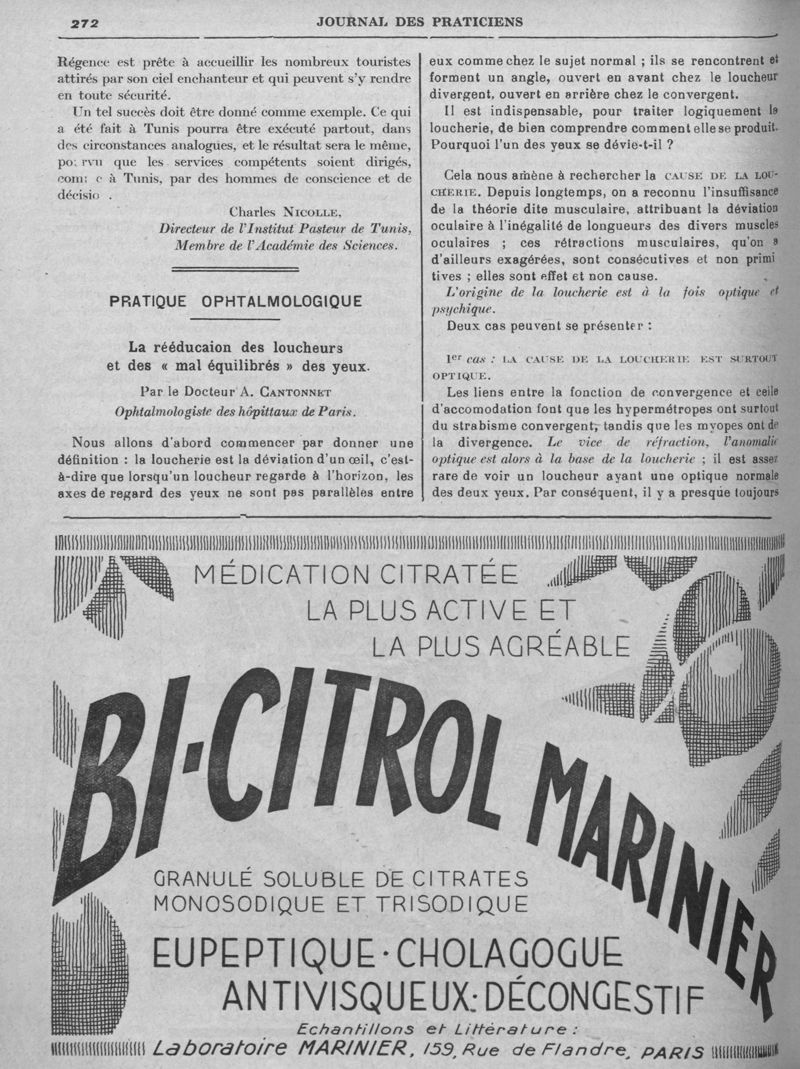 272
JOURNAL DES PRATICIENS
Régence est prête à accueillir les nombreux touristes
attirés par son ciel enchanteur et qui peuvent s'y rendre
en toute sécurité.
Un tel succès doit être donné comme exemple. Ce qui
a été fait à Tunis pourra être exécuté partout, dans
des circonstances analogues, et le résultat sera le même,
que les services compétents soient dirigés,
à Tunis, par des hommes de conscience et de
décisio .
Charles NICOLLE,
Directeur de l'Institut Pasteur de Tunis,
Membre de l'Académie des Sciences.
PRATIQUE OPHTALMOLOGIQUE
La rééducaion des loucheurs
et des « mal équilibrés » des yeux.
Par le Docteur A. CANTONNET
Ophtalmologiste des hôpittaux de Paris.
Nous allons d'abord commencer par donner une
définition : la loucherie est la déviation d'un œil, c'est-
à-dire que lorsqu'un loucheur regarde à l'horizon, les
axes de regard des yeux ne sont pas parallèles entre
eux comme chez le sujet normal ; ils se rencontrent et
forment un angle, ouvert en avant chez le loucheur
divergent, ouvert en arrière chez le convergent.
Il est indispensable, pour traiter logiquement la
loucherie, de bien comprendre comment elle se produit.
Pourquoi l'un des yeux se dévie-t-il ?
Cela nous amène à rechercher la CAUSE DE LA LOU-
CHERIE. Depuis longtemps, on a reconnu l'insuffisance
de la théorie dite musculaire, attribuant la déviation
oculaire à l'inégalité de longueurs des divers muscles
oculaires ; ces rétractions musculaires, qu'on a
d'ailleurs exagérées, sont consécutives et non primi
tives ; elles sont effet et non cause.
L'origine de la loucherie est à la fois optique et
psychique.
Deux cas peuvent se présenter :
1er cas : LA CAUSE DE LA LOUCHERIE EST SURTOUT
OPTIQUE.
Les liens entre la fonction de convergence et celle
d'accomodation font que les hypermétropes ont surtout
du strabisme convergent, tandis que les myopes ont de
la divergence. Le vice de réfraction, l'anomalie
optique est alors à la base de la loucherie ; il est assez
rare de voir un loucheur ayant une optique normale
des deux yeux. Par conséquent, il y a presque toujours
MÉDICATION CITRATÉE
LA PLUS ACTIVE ET
LA PLUS AGRÉABLE
BI-CITROL MARINIER
GRANULÉ SOLUBLE DE CITRATES
MONOSODIQUE ET TRISODIQUE
EUPEPTIQUE · CHOLAGOGUE
ANTIVISQUEUX : DÉCONGESTIF
Echantillons et Littérature :
Laboratoire MARINIER, 159, Rue de Flandre, PARIS